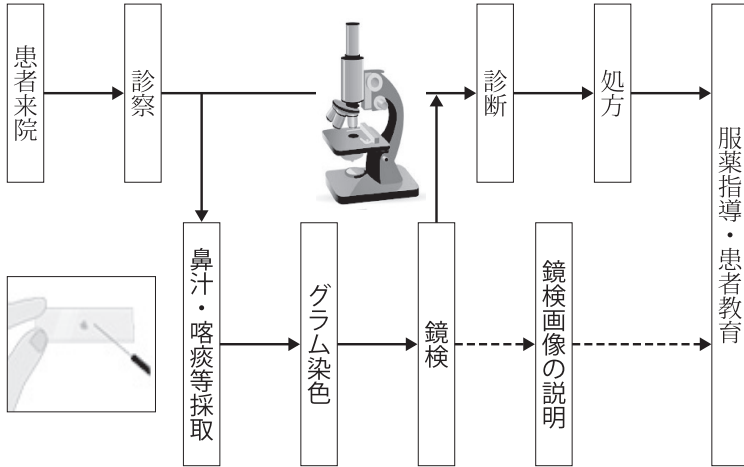 患者来院
診察
診断
処方
服薬指導・患者教育
鼻汁・喀痰等採取
グラム染色
鏡検
鏡検画像の説明